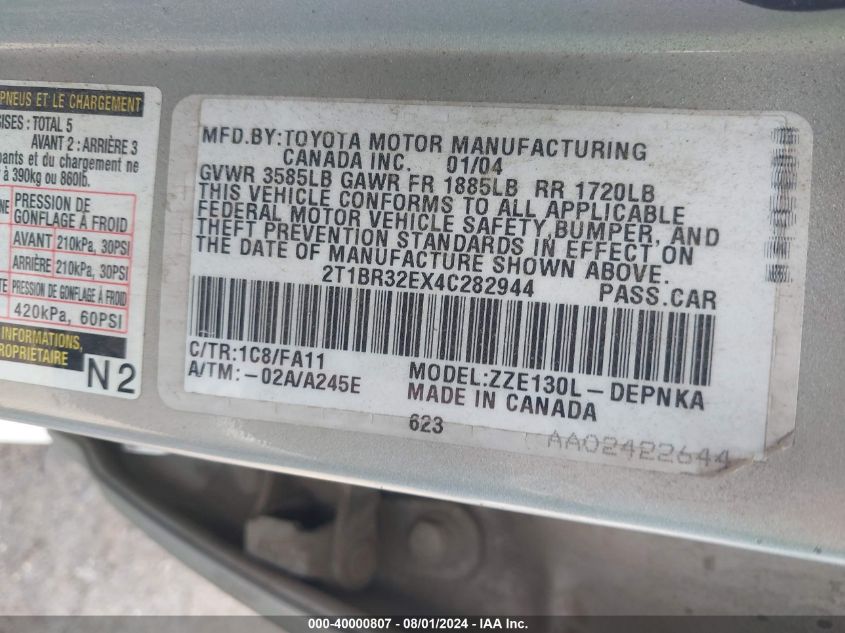 PNEUS ET LE CHARGEMENT
TOTAL 5
AVANT 2 : ARRIÈRE 3
et du chargement ne
à 390kg ou 860lb.
PRESSION DE
GONFLAGE À FROID
AVANT 210kPa, 30PSI
ARRIÈRE 210kPa, 30PSI
PRESSION DE GONFLAGE À FROID
420kPa, 60PSI
INFORMATIONS,
N2
MFD.BY:TOYOTA MOTOR MANUFACTURING
CANADA INC. 01/04
GVWR 3585LB GAWR FR 1885LB RR 1720LB
THIS VEHICLE CONFORMS TO ALL APPLICABLE
FEDERAL MOTOR VEHICLE SAFETY,BUMPER, AND
THEFT PREVENTION STANDARDS IN EFFECT ON
THE DATE OF MANUFACTURE SHOWN ABOVE.
2T1BR32EX4C282944 PASS.CAR
C/TR:1C8/FA11
A/TM:-02A/A245E
MODEL:ZZE130L-DEPNKA
MADE IN CANADA
623
AA02422644
000-40000807 - 08/01/2024 - IAA Inc.